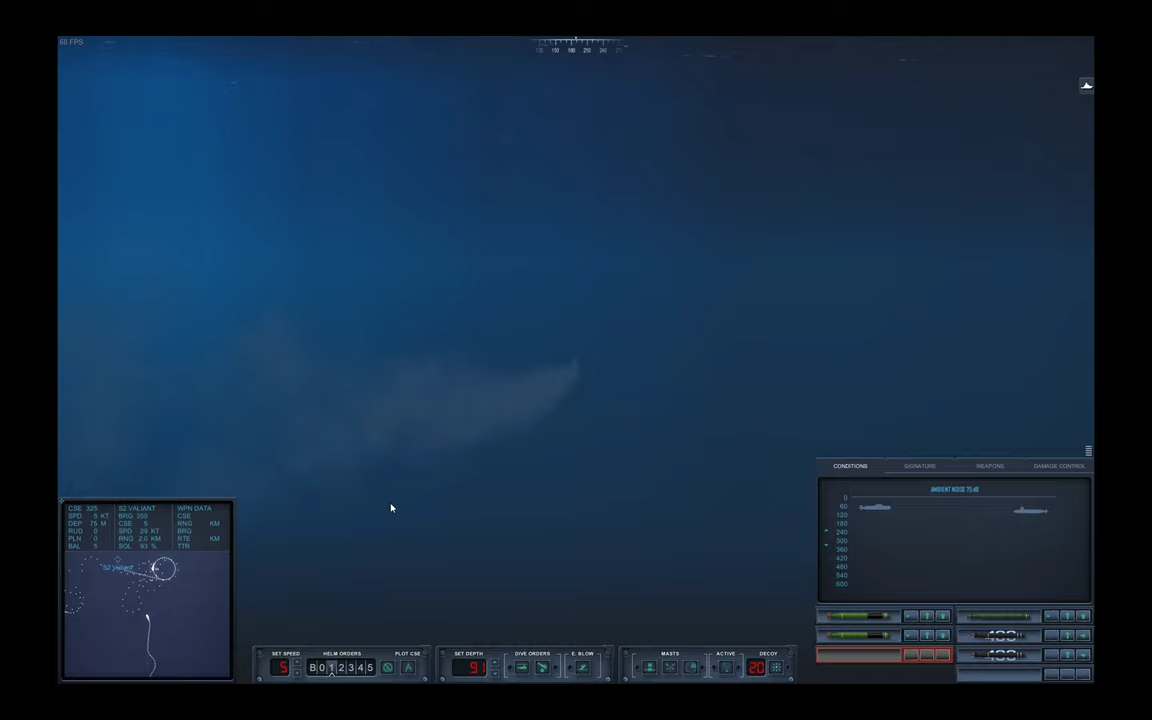 60 FPS
180 210 240
CSE 325
SPD 5 KT
DEP 75 M
RUD 0
PLN 0
BAL 5
S2 VALIANT
BRG 350
CSE 5
SPD 29 KT
RNG 2.0 KM
SOL 93 %
WPN DATA
CSE
RNG KM
BRG
RTE KM
TTR
S2 Valiant
SET SPEED
5
HELM ORDERS
B 0 1 2 3 4 5
PLOT CSE
A
SET DEPTH
91
DIVE ORDERS
E. BLOW
MASTS
ACTIVE
DECOY
20
CONDITIONS SIGNATURE WEAPONS DAMAGE CONTROL
AMBIENT NOISE 75 dB
0
60
120
180
240
300
360
420
480
540
600